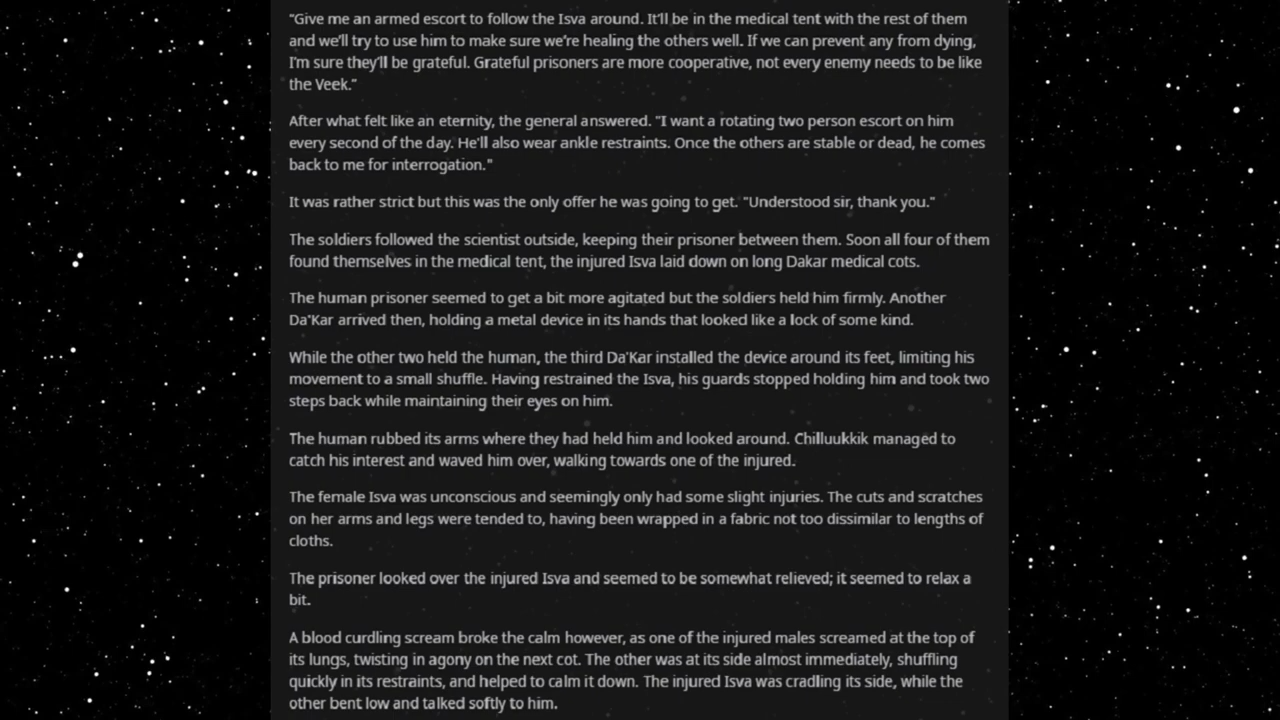 "Give me an armed escort to follow the Isva around. It'll be in the medical tent with the rest of them
and we'll try to use him to make sure we're healing the others well. If we can prevent any from dying,
I'm sure they'll be grateful. Grateful prisoners are more cooperative, not every enemy needs to be like
the Veek."
After what felt like an eternity, the general answered. "I want a rotating two person escort on him
every second of the day. He'll also wear ankle restraints. Once the others are stable or dead, he comes
back to me for interrogation."
It was rather strict but this was the only offer he was going to get. "Understood sir, thank you."
The soldiers followed the scientist outside, keeping their prisoner between them. Soon all four of them
found themselves in the medical tent, the injured Isva laid down on long Dakar medical cots.
The human prisoner seemed to get a bit more agitated but the soldiers held him firmly. Another
Da'Kar arrived then, holding a metal device in its hands that looked like a lock of some kind.
While the other two held the human, the third Da'Kar installed the device around its feet, limiting his
movement to a small shuffle. Having restrained the Isva, his guards stopped holding him and took two
steps back while maintaining their eyes on him.
The human rubbed its arms where they had held him and looked around. Chilluukkik managed to
catch his interest and waved him over, walking towards one of the injured.
The female Isva was unconscious and seemingly only had some slight injuries. The cuts and scratches
on her arms and legs were tended to, having been wrapped in a fabric not too dissimilar to lengths of
cloths.
The prisoner looked over the injured Isva and seemed to be somewhat relieved; it seemed to relax a
bit.
A blood curdling scream broke the calm however, as one of the injured males screamed at the top of
its lungs, twisting in agony on the next cot. The other was at its side almost immediately, shuffling
quickly in its restraints, and helped to calm it down. The injured Isva was cradling its side, while the
other bent low and talked softly to him.